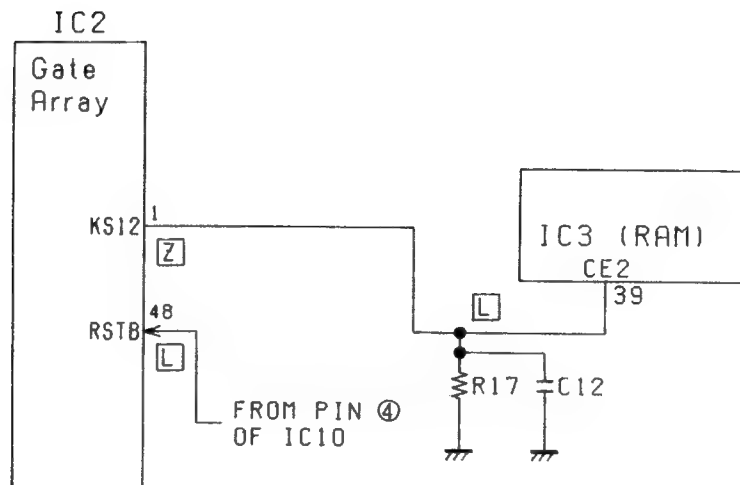 IC2
Gate
Array
KS12
1
Z
IC3 (RAM)
CE2
39
L
RSTB
48
L
R17
C12
FROM PIN ④
OF IC10